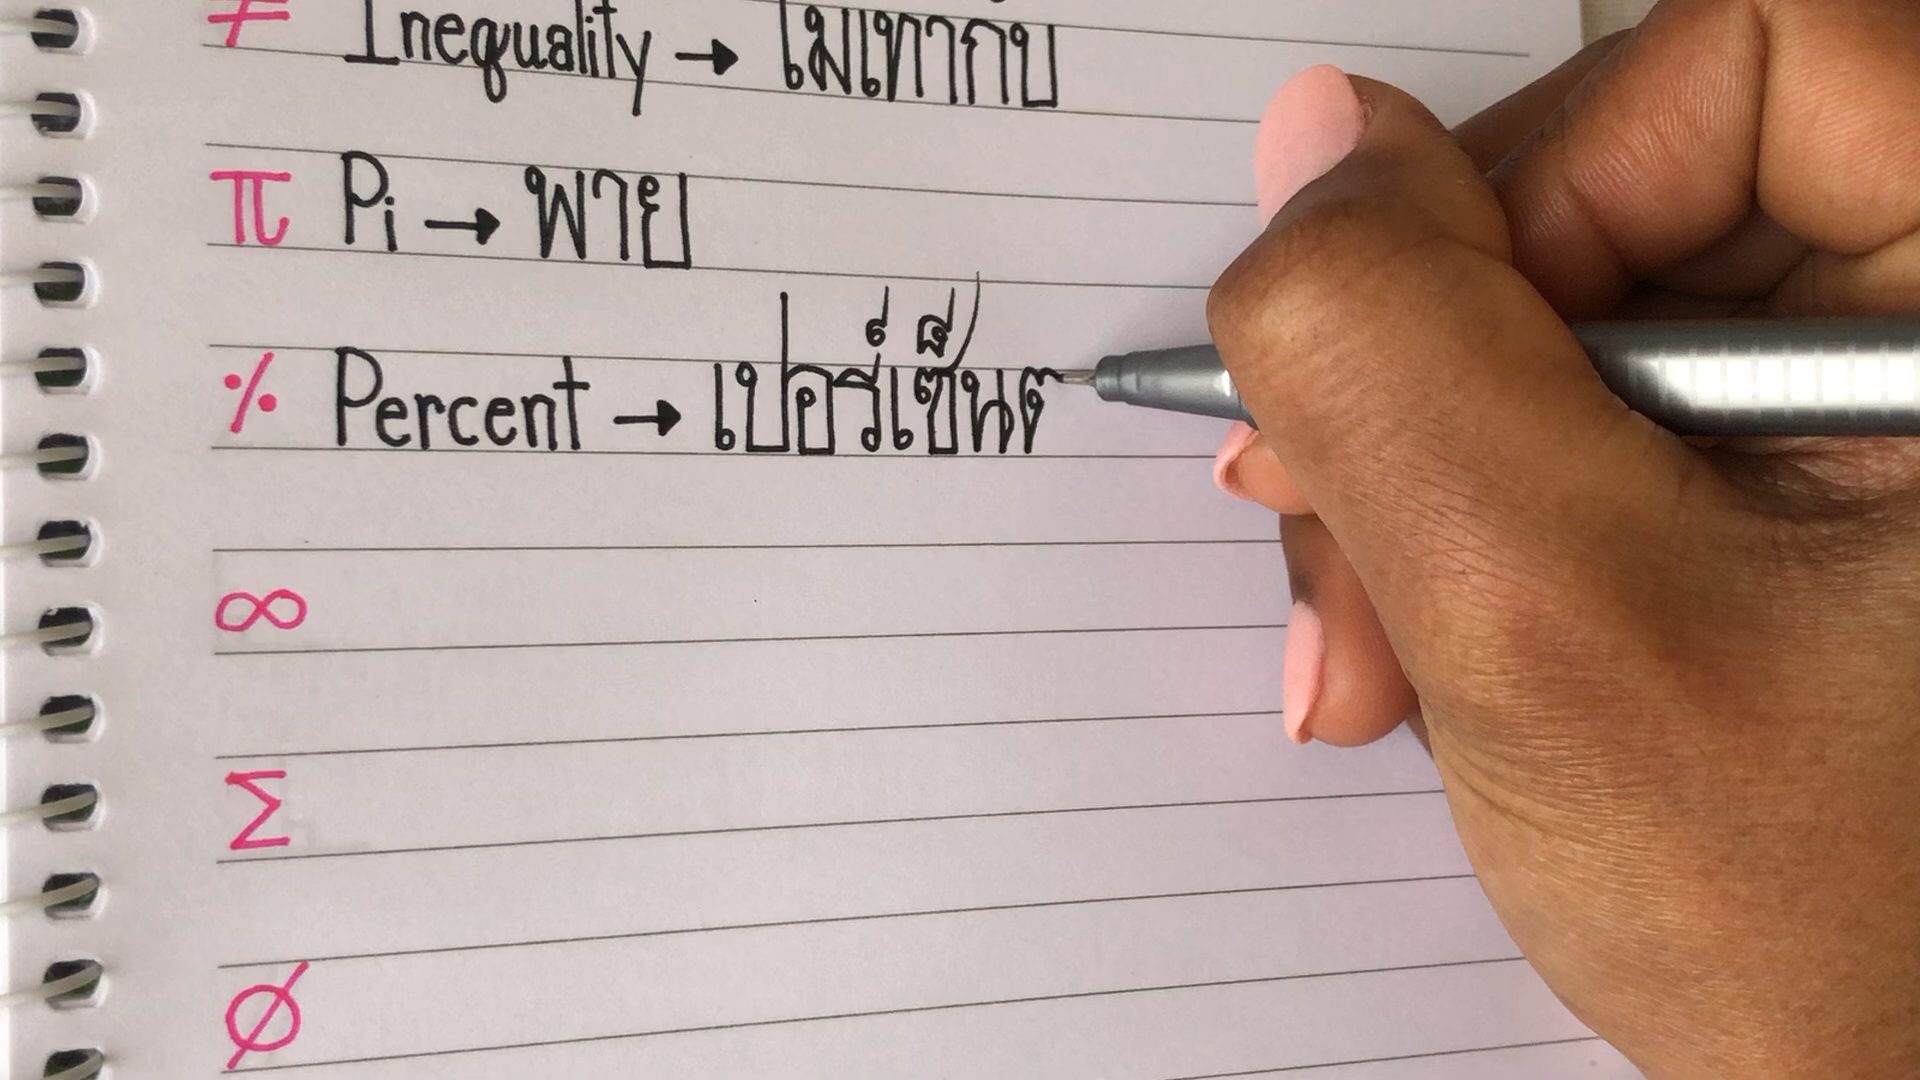 ≠ Inequality → ไม่เท่ากับ
π Pi → พาย
% Percent → เปอร์เซ็นต
∞
Σ
∅